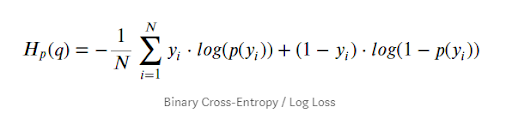 H_p(q) = − 1/N ∑_{i=1}^{N} y_i · log(p(y_i)) + (1 − y_i) · log(1 − p(y_i))
Binary Cross-Entropy / Log Loss